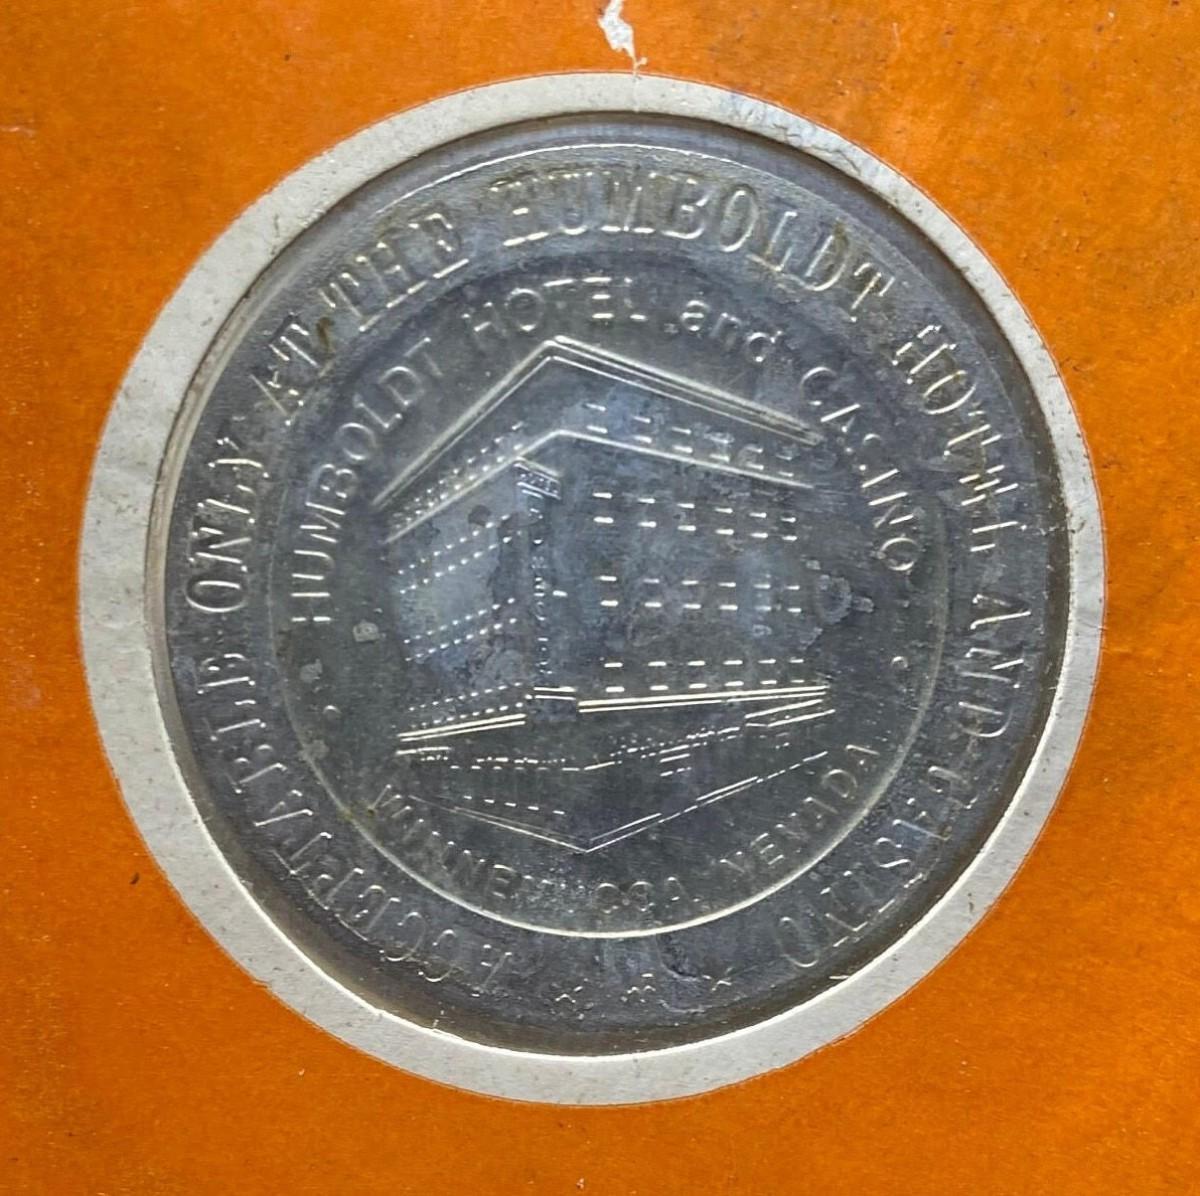 ACCEPTABLE ONLY AT THE HUMBOLDT HOTEL AND CASINO
HUMBOLDT HOTEL and CASINO
WINNEMUCCA, NEVADA